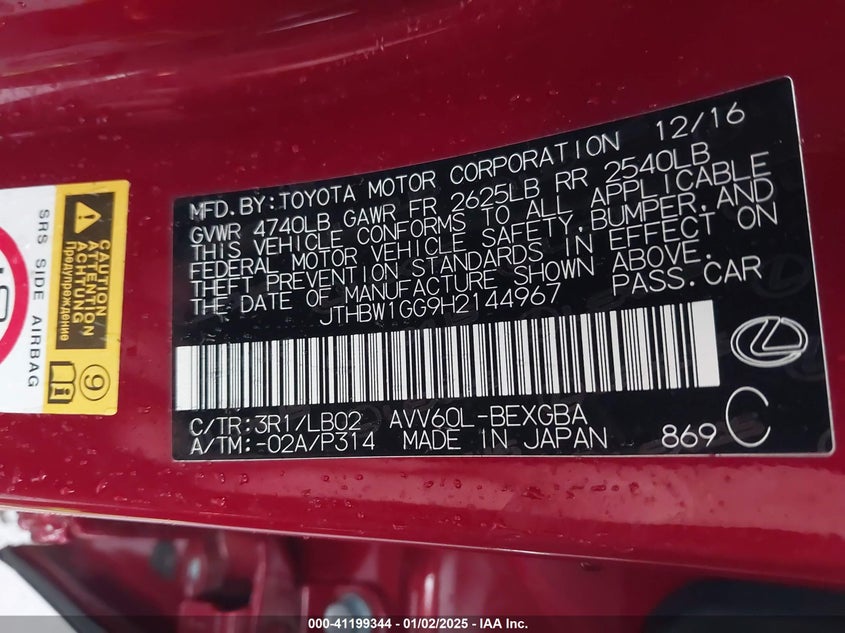 MFD.BY:TOYOTA MOTOR CORPORATION 12/16
GVWR 4740LB GAWR FR 2625LB RR 2540LB
THIS VEHICLE CONFORMS TO ALL APPLICABLE
FEDERAL MOTOR VEHICLE SAFETY,BUMPER,AND
THEFT PREVENTION STANDARDS IN EFFECT ON
THE DATE OF MANUFACTURE SHOWN ABOVE.
JTHBW1GG9H2144967 PASS.CAR
C/TR:3R1/LB02 AVV60L-BEXGBA
A/TM:-02A/P314 MADE IN JAPAN 869 C
CAUTION
ATTENTION
ACHTUNG
Предупреждение
SRS SIDE AIRBAG
9
000-41199344 - 01/02/2025 - IAA Inc.